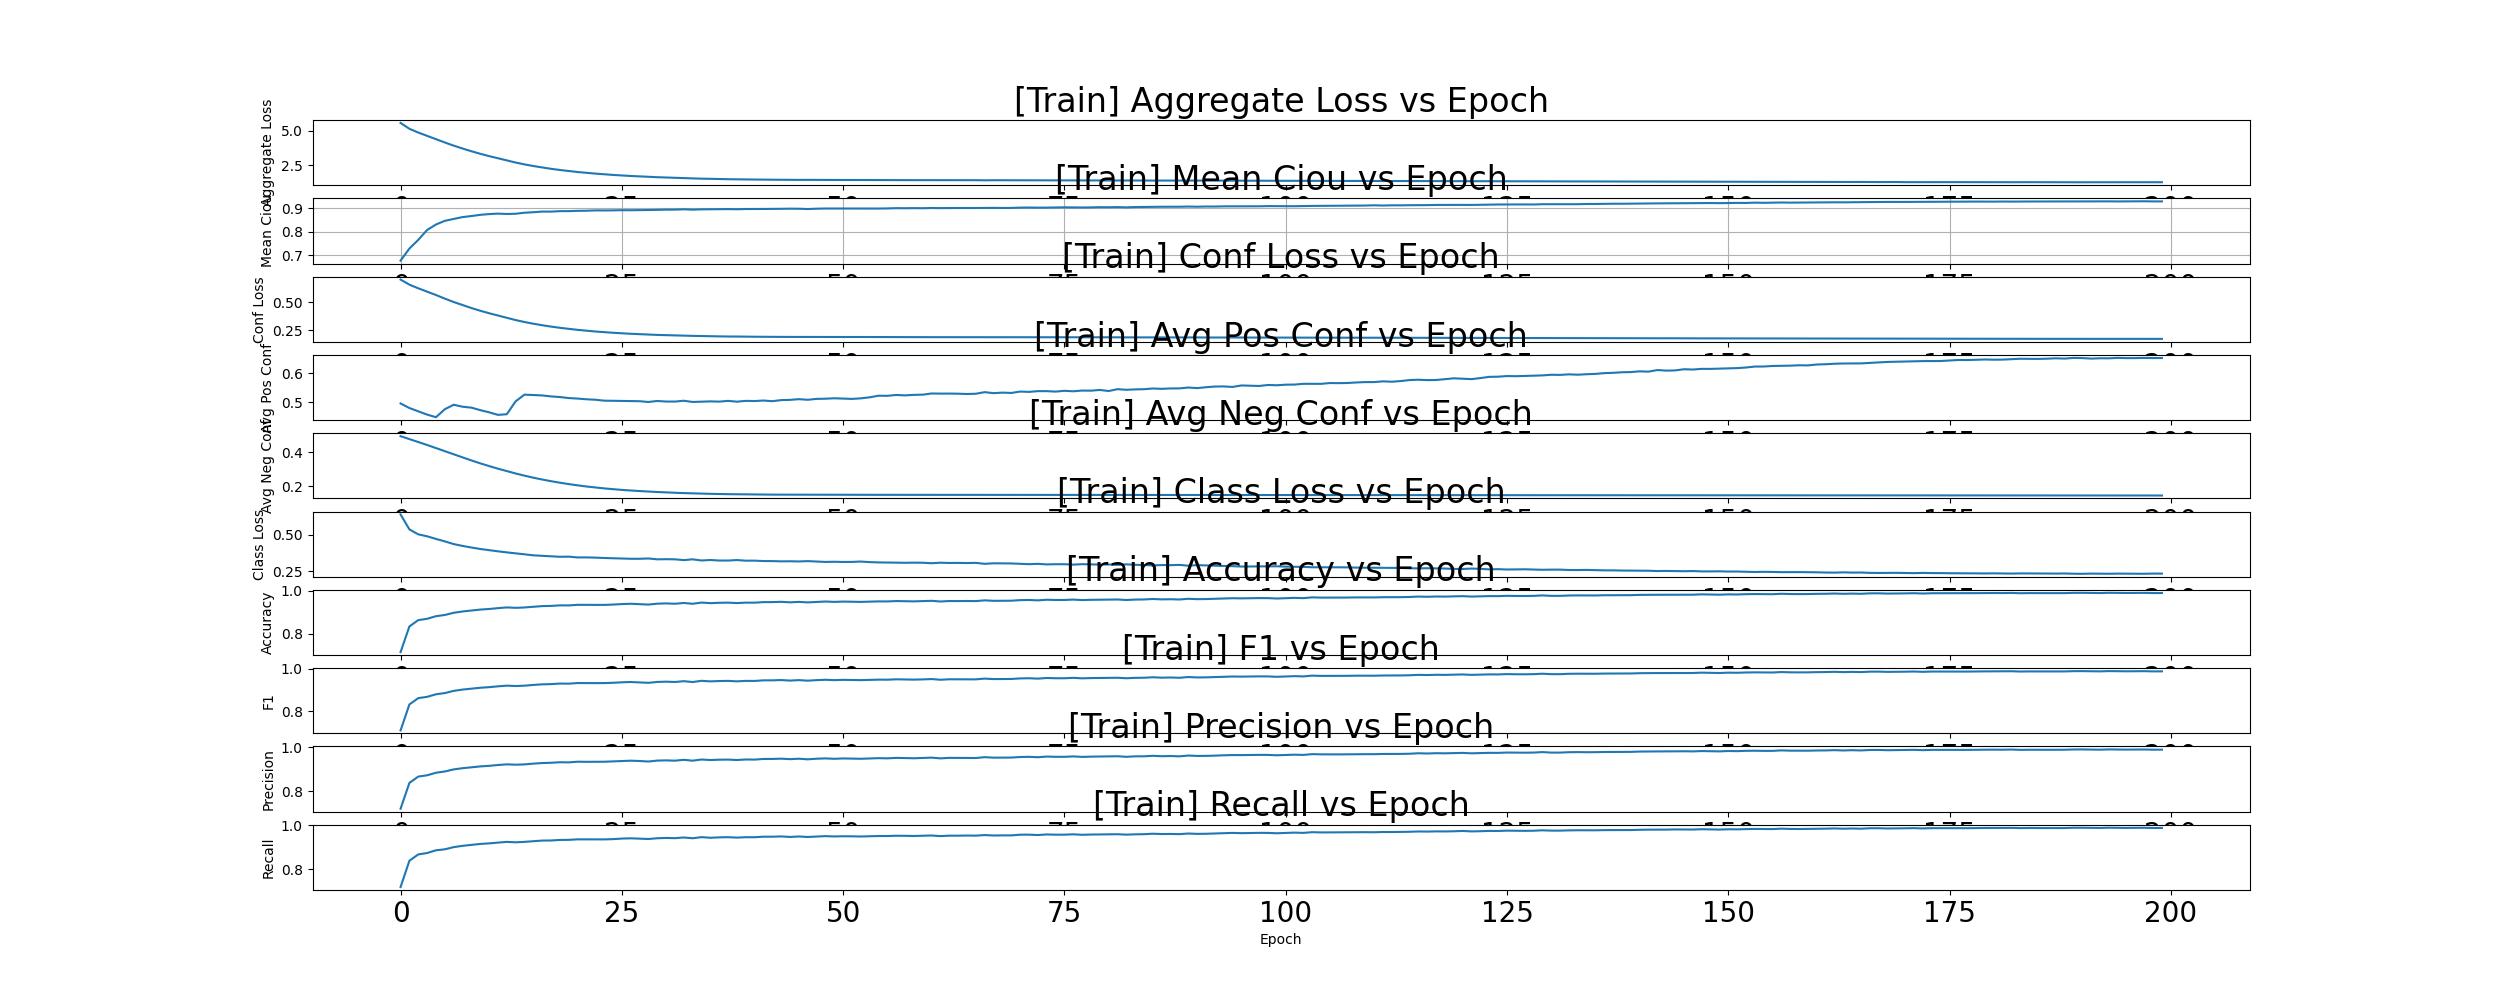 [Train] Aggregate Loss vs Epoch
Aggregate Loss
5.0
2.5
[Train] Mean Ciou vs Epoch
Mean Ciou
0.9
0.8
0.7
[Train] Conf Loss vs Epoch
Conf Loss
0.50
0.25
[Train] Avg Pos Conf vs Epoch
Avg Pos Conf
0.6
0.5
[Train] Avg Neg Conf vs Epoch
Avg Neg Conf
0.4
0.2
[Train] Class Loss vs Epoch
Class Loss
0.50
0.25
[Train] Accuracy vs Epoch
Accuracy
1.0
0.8
[Train] F1 vs Epoch
F1
1.0
0.8
[Train] Precision vs Epoch
Precision
1.0
0.8
[Train] Recall vs Epoch
Recall
1.0
0.8
0 25 50 75 100 125 150 175 200
Epoch